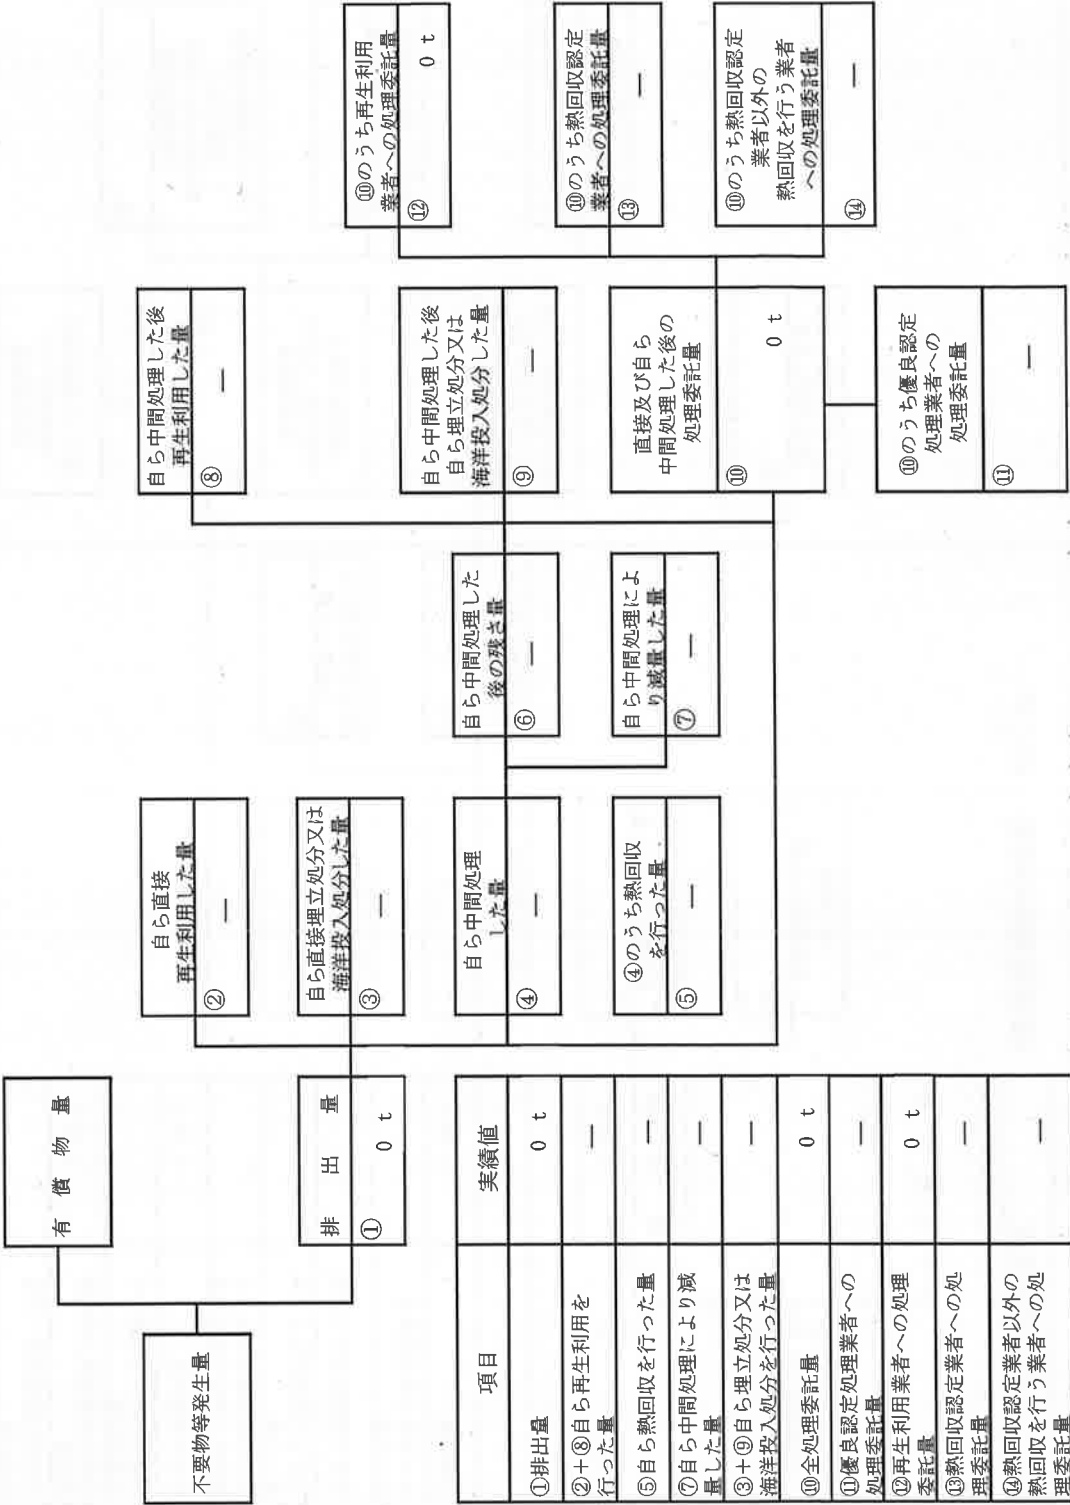 不要物等発生量
有償物量
排出量
① 0 t
自ら直接
再生利用した量
② ―
自ら直接埋立処分又は
海洋投入処分した量
③ ―
自ら中間処理
した量
④ ―
④のうち熱回収
を行った量
⑤ ―
自ら中間処理した
後の残さ量
⑥ ―
自ら中間処理によ
り減量した量
⑦ ―
自ら中間処理した後
再生利用した量
⑧ ―
自ら中間処理した後
自ら埋立処分又は
海洋投入処分した量
⑨ ―
直接及び自ら
中間処理した後の
処理委託量
⑩ 0 t
⑩のうち優良認定
処理業者への
処理委託量
⑪ ―
⑩のうち再生利用
業者への処理委託量
⑫ 0 t
⑩のうち熱回収認定
業者への処理委託量
⑬ ―
⑩のうち熱回収認定
業者以外の
熱回収を行う業者
への処理委託量
⑭ ―
項目 実績値
①排出量 0 t
②+⑧自ら再生利用を
行った量 ―
⑤自ら熱回収を行った量 ―
⑦自ら中間処理により減
量した量 ―
③+⑨自ら埋立処分又は
海洋投入処分を行った量 ―
⑩全処理委託量 0 t
⑪優良認定処理業者への
処理委託量 ―
⑫再生利用業者への処理
委託量 0 t
⑬熱回収認定業者への処
理委託量 ―
⑭熱回収認定業者以外の
熱回収を行う業者への処
理委託量 ―